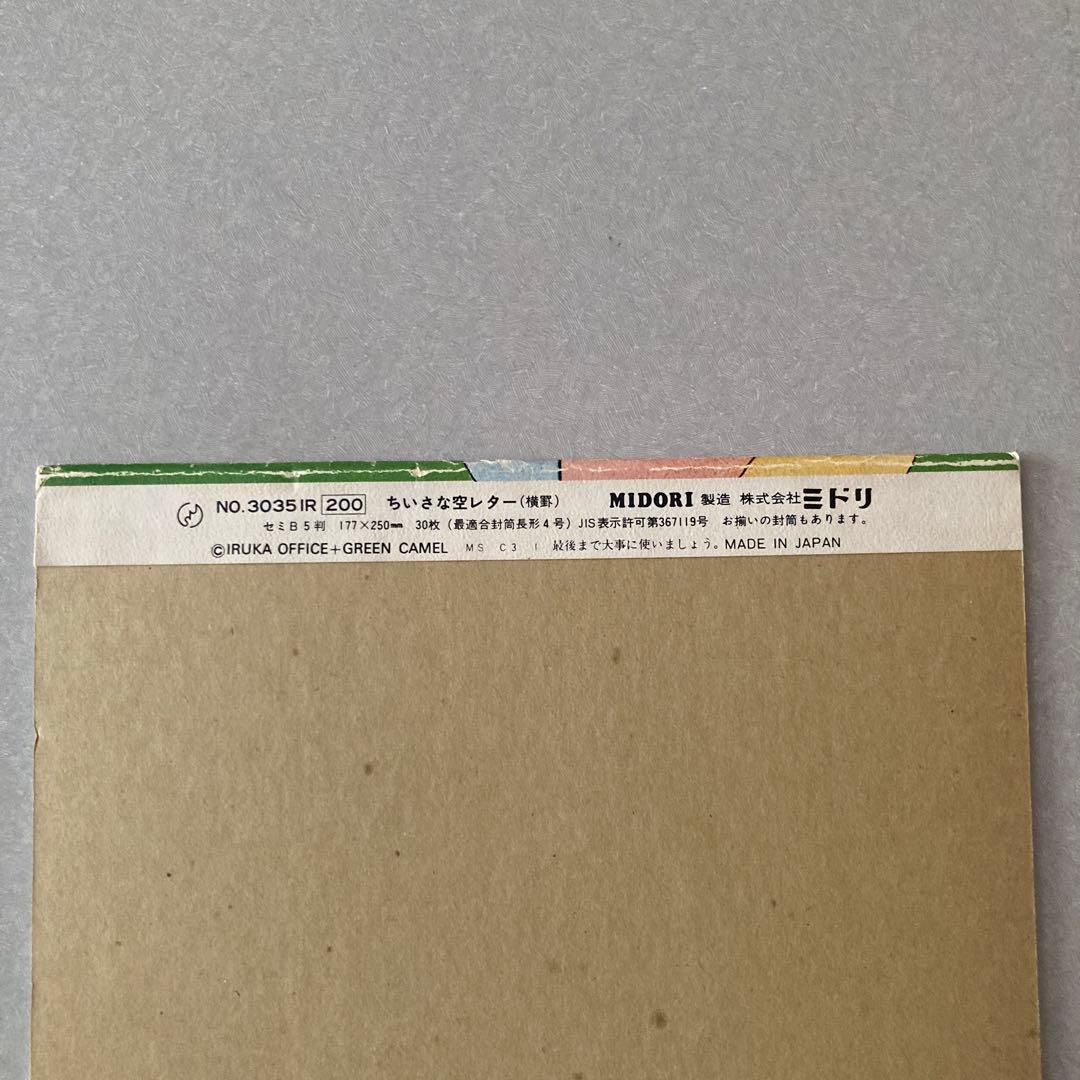 NO.3035IR 200 ちいさな空レター(横罫) MIDORI 製造 株式会社ミドリ
セミB5判 177×250mm 30枚(最適合封筒長形4号)JIS表示許可第367119号 お揃いの封筒もあります。
©IRUKA OFFICE+GREEN CAMEL MS C3 1 最後まで大事に使いましょう。MADE IN JAPAN